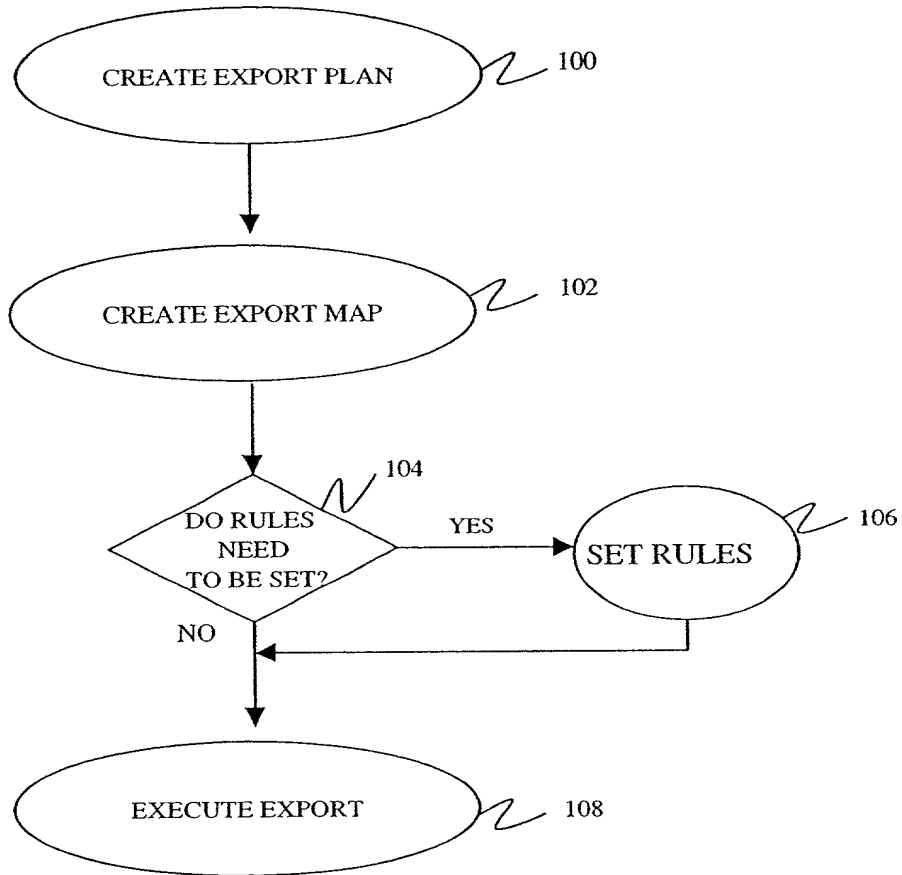 CREATE EXPORT PLAN
100
CREATE EXPORT MAP
102
104
DO RULES
NEED
TO BE SET?
YES
SET RULES
106
NO
EXECUTE EXPORT
108